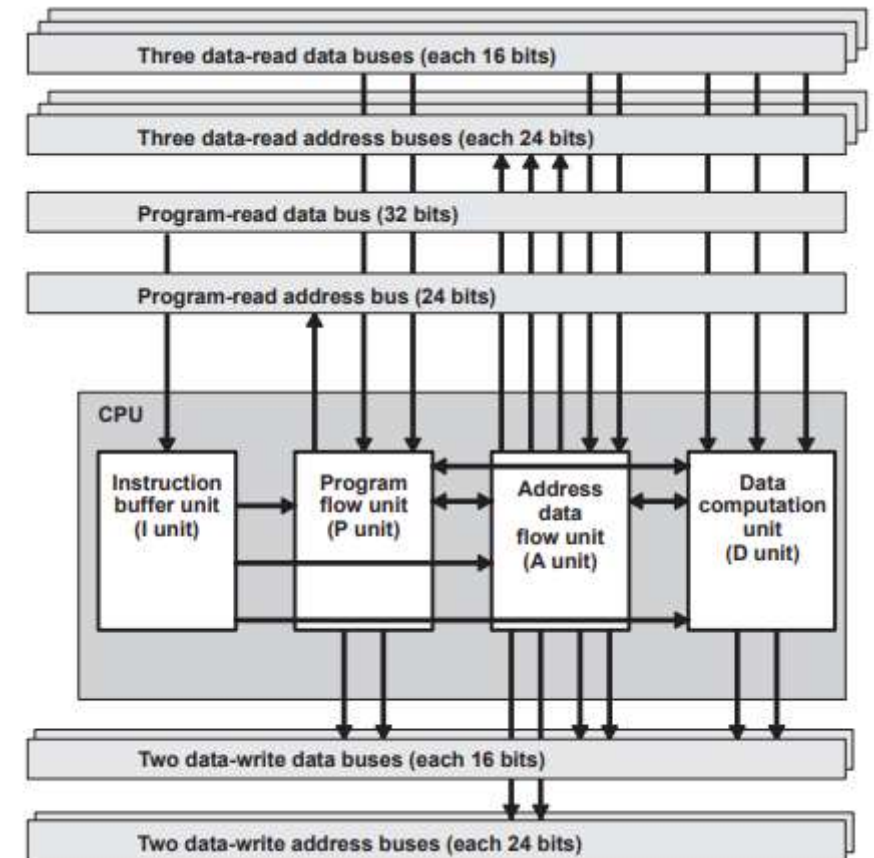 Three data-read data buses (each 16 bits)
Three data-read address buses (each 24 bits)
Program-read data bus (32 bits)
Program-read address bus (24 bits)
CPU
Instruction
buffer unit
(I unit)
Program
flow unit
(P unit)
Address
data
flow unit
(A unit)
Data
computation
unit
(D unit)
Two data-write data buses (each 16 bits)
Two data-write address buses (each 24 bits)